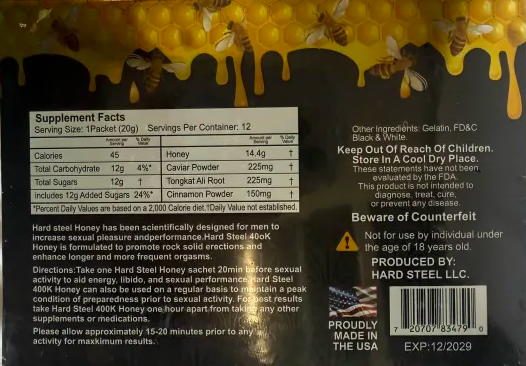 Supplement Facts
Serving Size: 1Packet (20g) Servings Per Container: 12
Amount per Serving % Daily Value Amount per Serving % Daily Value
Calories 45 Honey 14.4g †
Total Carbohydrate 12g 4%* Caviar Powder 225mg †
Total Sugars 12g † Tongkat Ali Root 225mg †
includes 12g Added Sugars 24%* Cinnamon Powder 150mg †
*Percent Daily Values are based on a 2,000 Calorie diet.†Daily Value not established.
Hard steel Honey has been scientifically designed for men to
increase sexual pleasure andperformance.Hard Steel 40oK
Honey is formulated to promote rock solid erections and
enhance longer and more frequent orgasms.
Directions:Take one Hard Steel Honey sachet 20min before sexual
activity to aid energy, libido, and sexual performance.Hard Steel
400K Honey can also be used on a regular basis to maintain a peak
condition of preparedness prior to sexual activity. For best results
take Hard Steel 400K Honey one hour apart from taking any other
supplements or medications.
Please allow approximately 15-20 minutes prior to any
activity for maxkimum results.
Other Ingredients: Gelatin, FD&C
Black & White
Keep Out Of Reach Of Children.
Store In A Cool Dry Place.
These statements have not been
evaluated by the FDA.
This product is not intended to
diagnose, treat, cure,
or prevent any disease.
Beware of Counterfeit
Not for use by individual under
the age of 18 years old.
PRODUCED BY:
HARD STEEL LLC.
PROUDLY
MADE IN
THE USA
7 20707 83479 0
EXP:12/2029